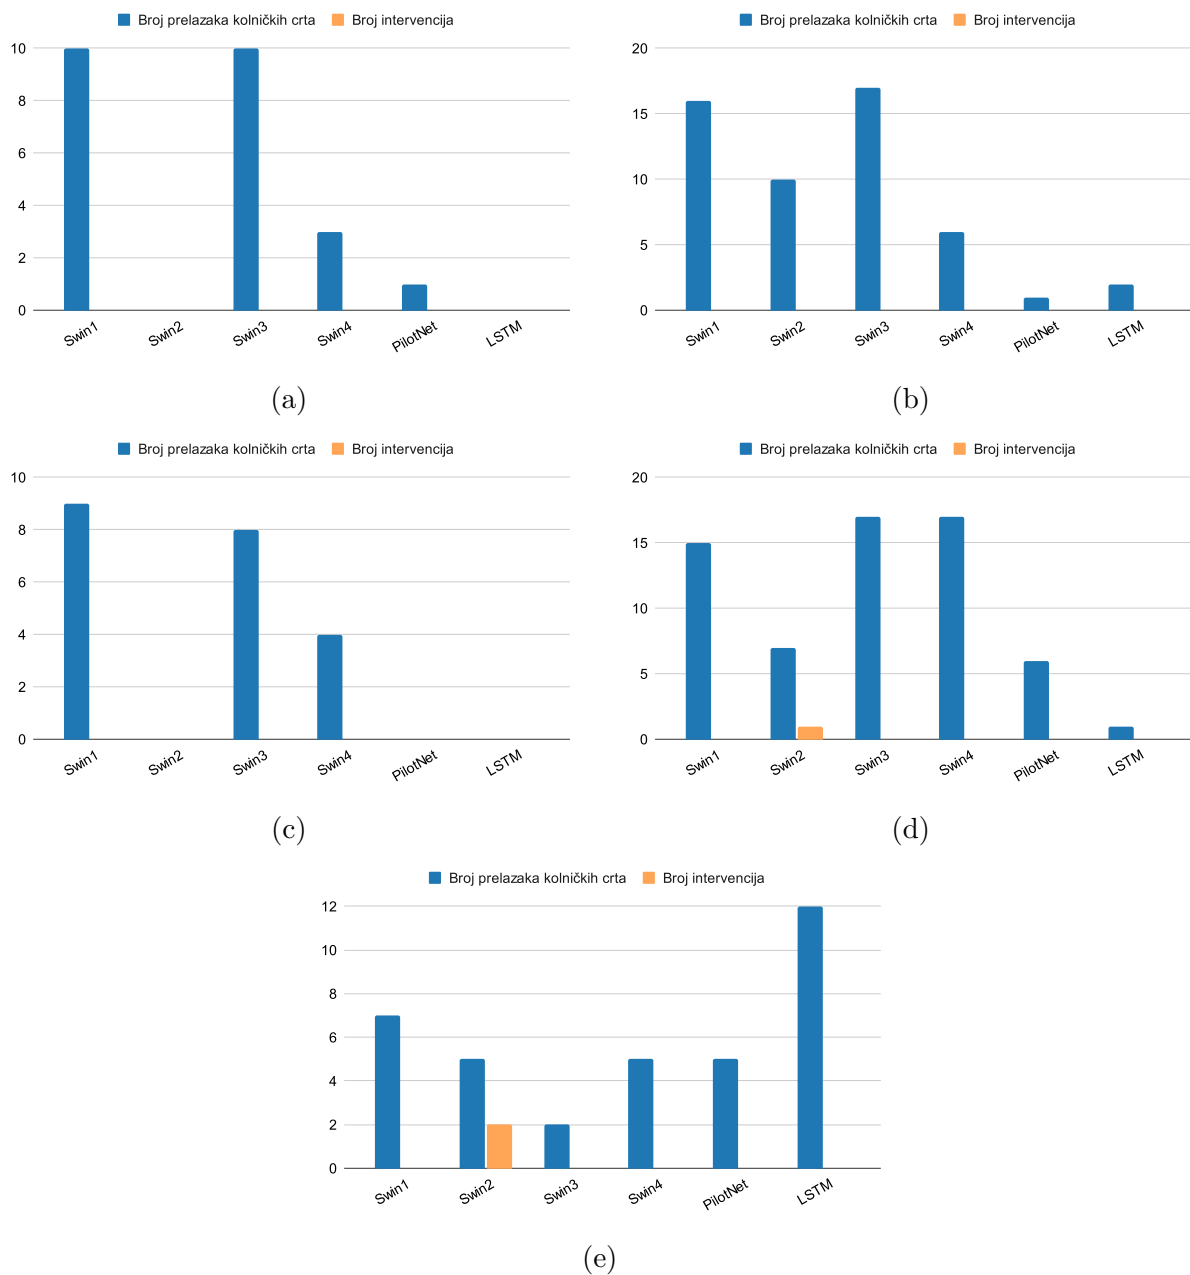 Broj prelazaka kolničkih crta Broj intervencija
10
8
6
4
2
0
Swin1 Swin2 Swin3 Swin4 PilotNet LSTM
(a)
Broj prelazaka kolničkih crta Broj intervencija
20
15
10
5
0
Swin1 Swin2 Swin3 Swin4 PilotNet LSTM
(b)
Broj prelazaka kolničkih crta Broj intervencija
10
8
6
4
2
0
Swin1 Swin2 Swin3 Swin4 PilotNet LSTM
(c)
Broj prelazaka kolničkih crta Broj intervencija
20
15
10
5
0
Swin1 Swin2 Swin3 Swin4 PilotNet LSTM
(d)
Broj prelazaka kolničkih crta Broj intervencija
12
10
8
6
4
2
0
Swin1 Swin2 Swin3 Swin4 PilotNet LSTM
(e)